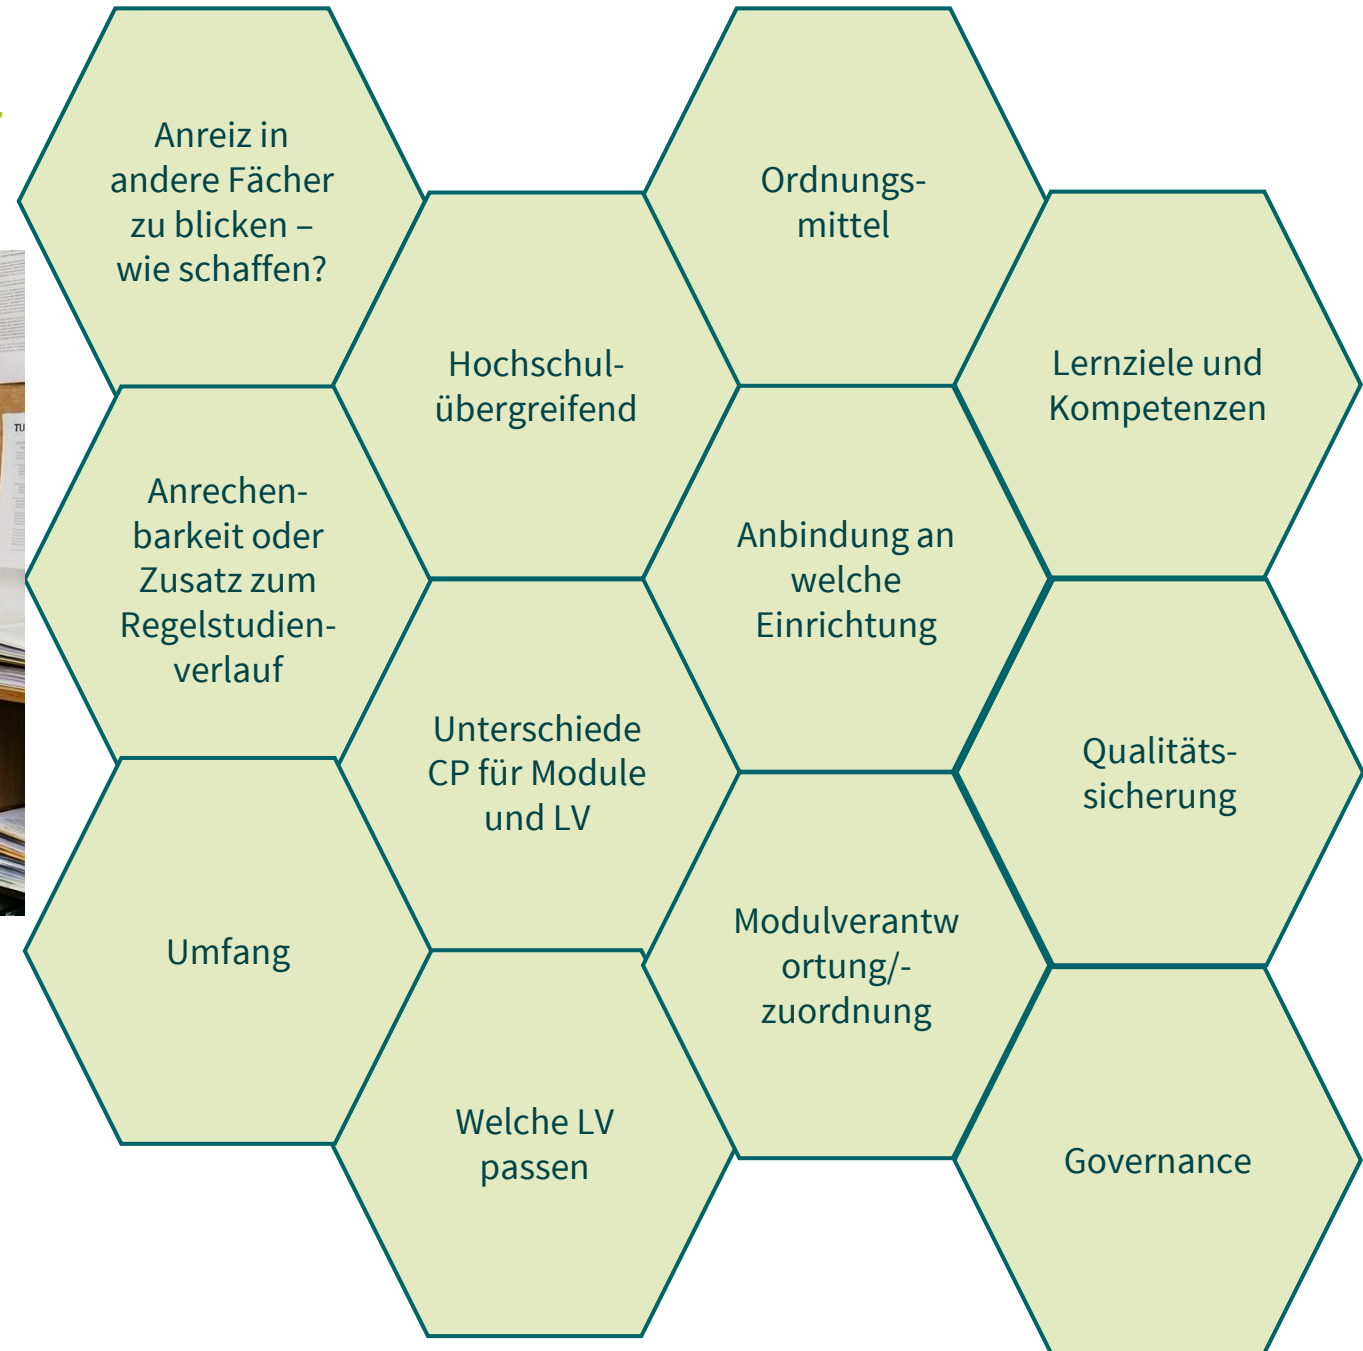 Anreiz in
andere Fächer
zu blicken –
wie schaffen?
Ordnungs-
mittel
Hochschul-
übergreifend
Lernziele und
Kompetenzen
Anrechen-
barkeit oder
Zusatz zum
Regelstudien-
verlauf
Anbindung an
welche
Einrichtung
Unterschiede
CP für Module
und LV
Qualitäts-
sicherung
Umfang
Modulverantw
ortung/-
zuordnung
Welche LV
passen
Governance
TU